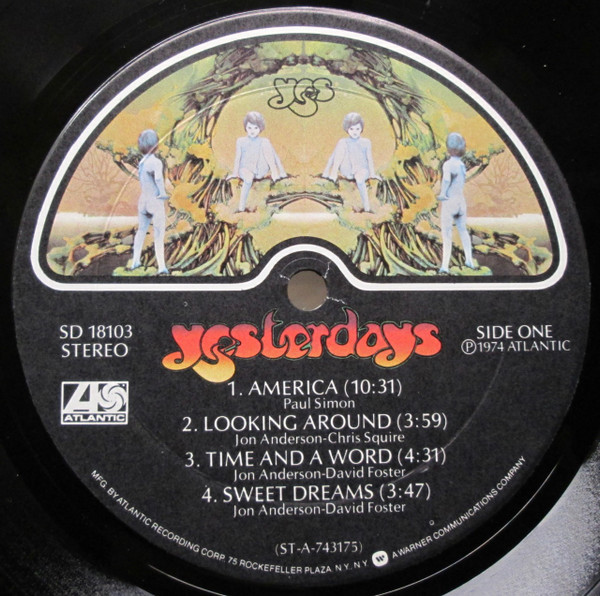 yes
SD 18103
STEREO
yesterdays
SIDE ONE
Ⓟ1974 ATLANTIC
ATLANTIC
1. AMERICA (10:31)
Paul Simon
2. LOOKING AROUND (3:59)
Jon Anderson-Chris Squire
3. TIME AND A WORD (4:31)
Jon Anderson-David Foster
4. SWEET DREAMS (3:47)
Jon Anderson-David Foster
(ST-A-743175)
MFG. BY ATLANTIC RECORDING CORP. 75 ROCKEFELLER PLAZA, N.Y., N.Y. W A WARNER COMMUNICATIONS COMPANY